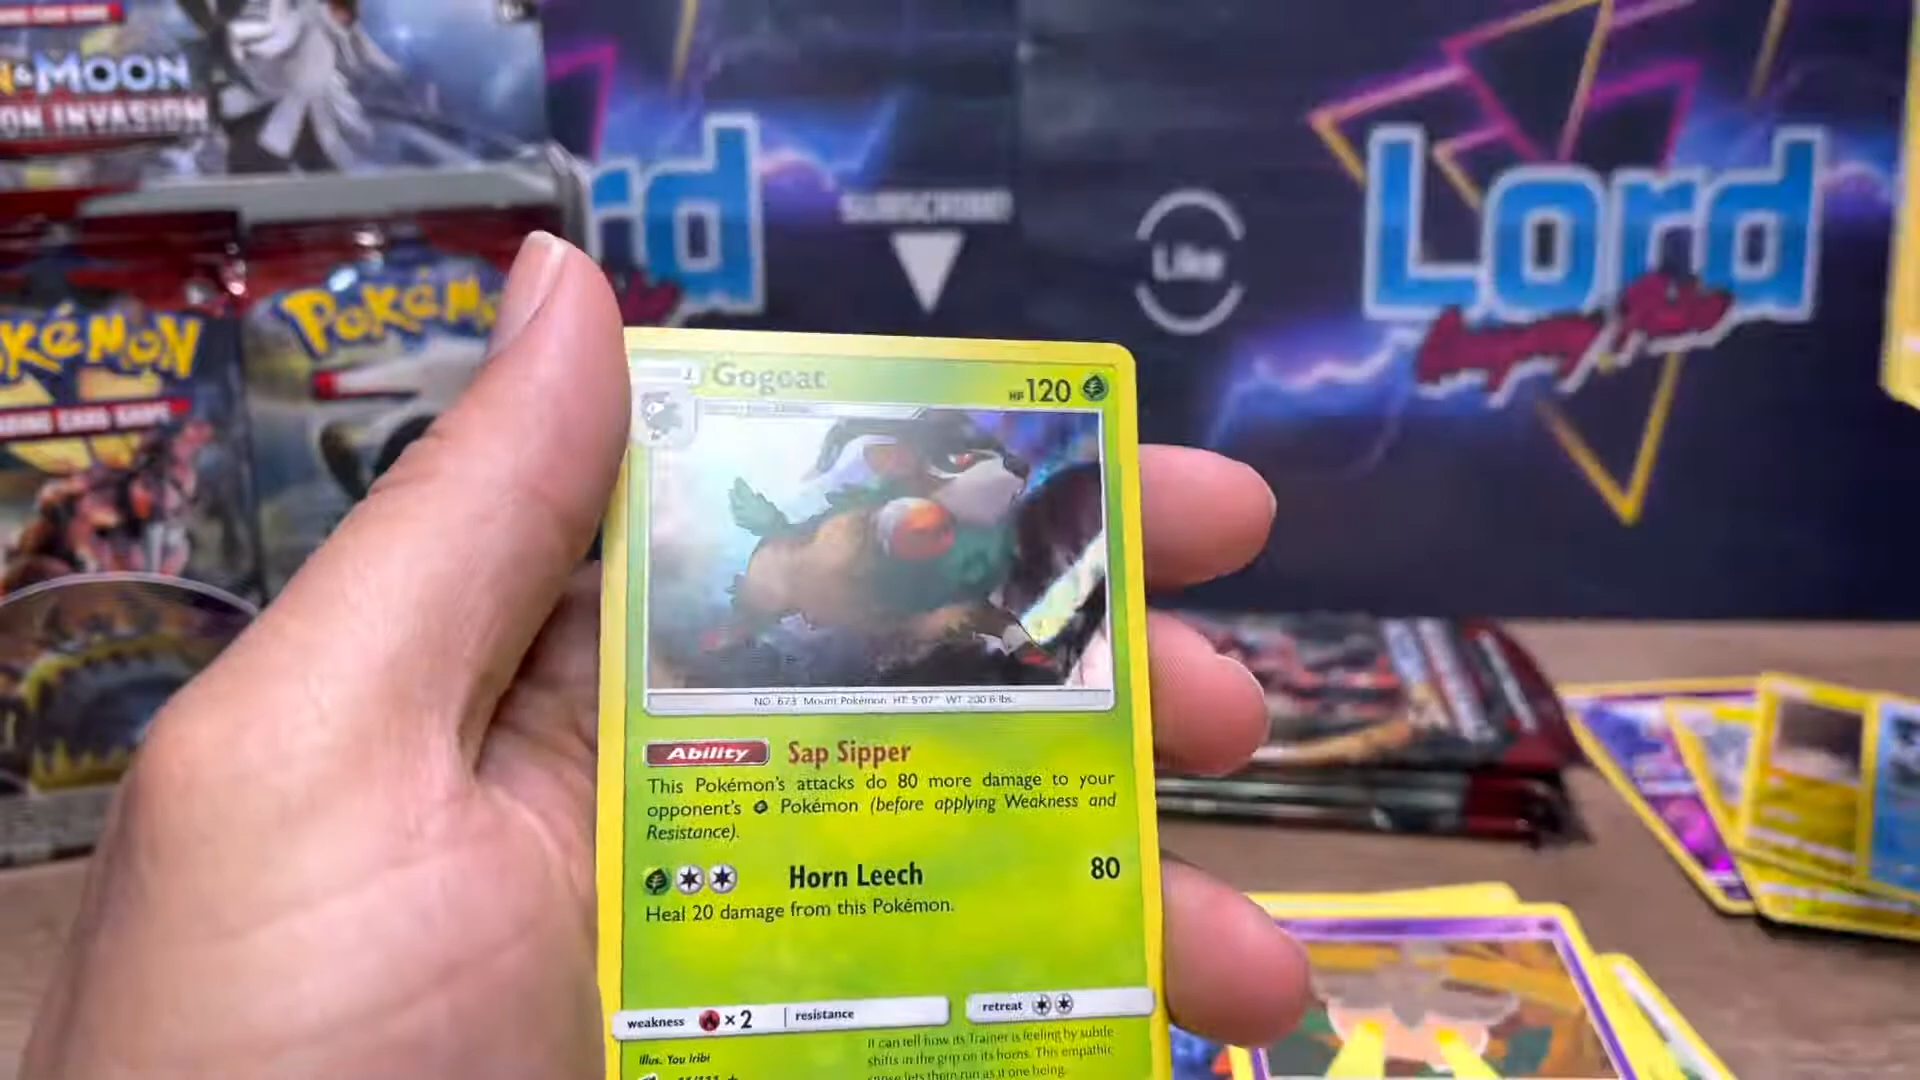 N & MOON
ON INVASION
POKéMON
POKéM
rd
SUBSCRIBE!
Like
Lord
Gogoat
HP 120
NO. 673 Mount Pokémon HT: 5'07" WT: 200.6 lbs.
Ability Sap Sipper
This Pokémon's attacks do 80 more damage to your
opponent's Pokémon (before applying Weakness and
Resistance).
Horn Leech 80
Heal 20 damage from this Pokémon.
weakness ×2 resistance retreat
Illus. You Iribi
It can tell how its Trainer is feeling by subtle
shifts in the grip on its horns. This empathic
sense lets them run as if one being.